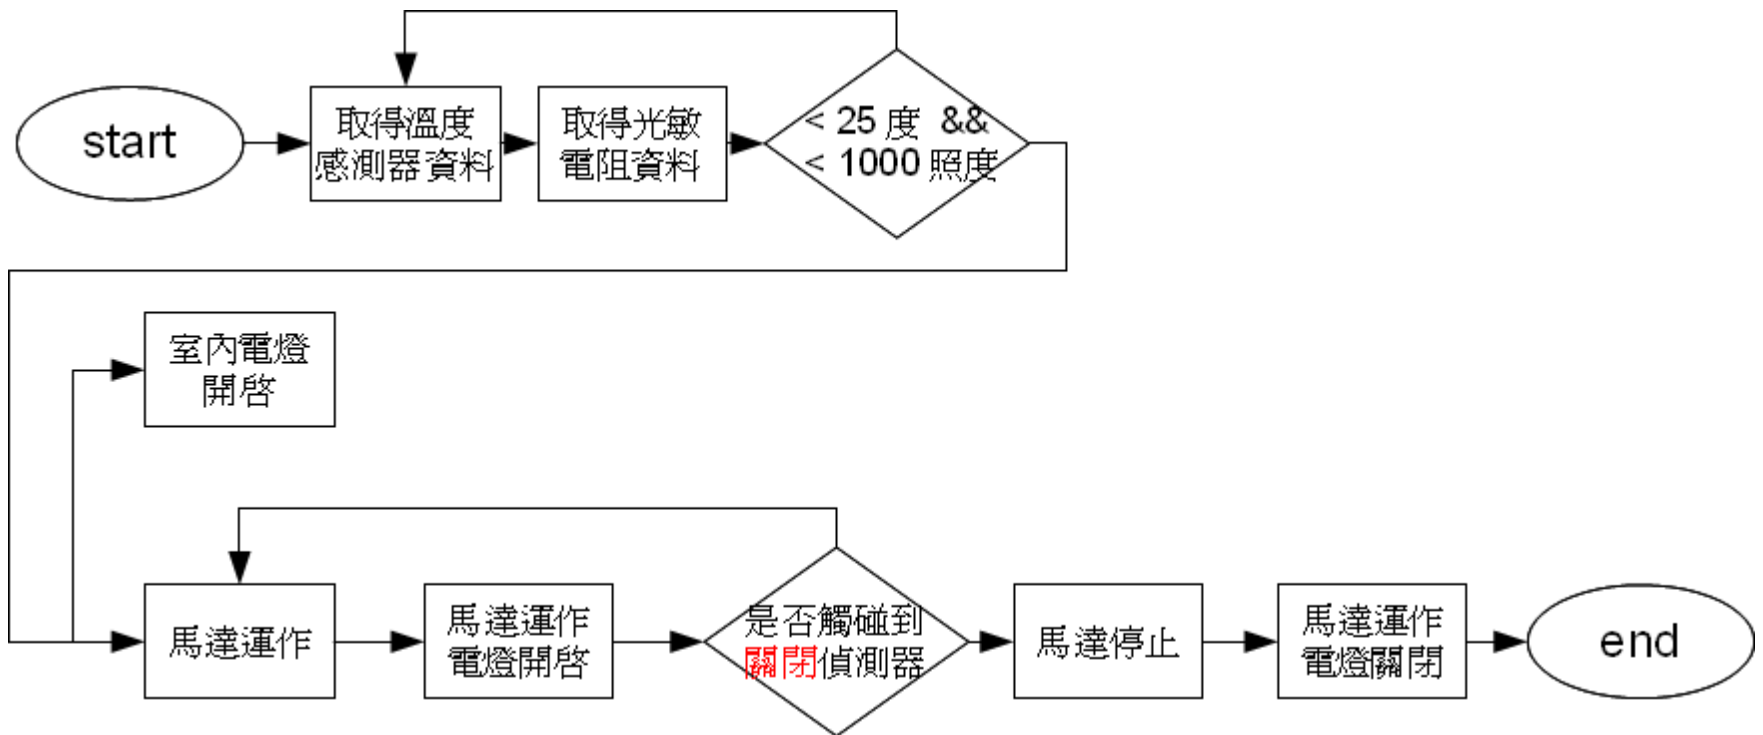 start
取得溫度
感測器資料
取得光敏
電阻資料
< 25 度 &&
< 1000 照度
室內電燈
開啓
馬達運作
馬達運作
電燈開啓
是否觸碰到
關閉偵測器
馬達停止
馬達運作
電燈關閉
end